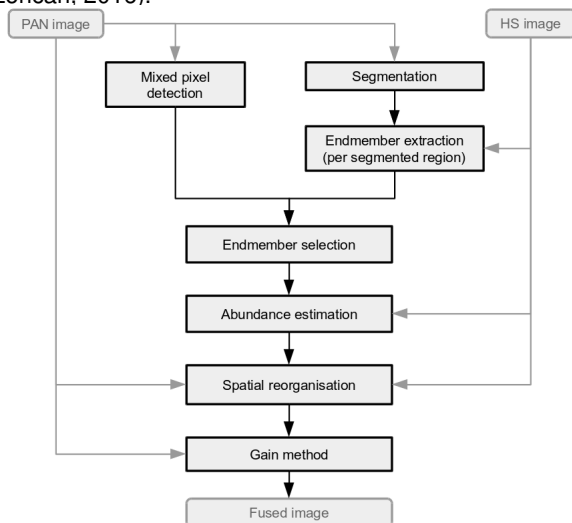 PAN image
HS image
Mixed pixel
detection
Segmentation
Endmember extraction
(per segmented region)
Endmember selection
Abundance estimation
Spatial reorganisation
Gain method
Fused image